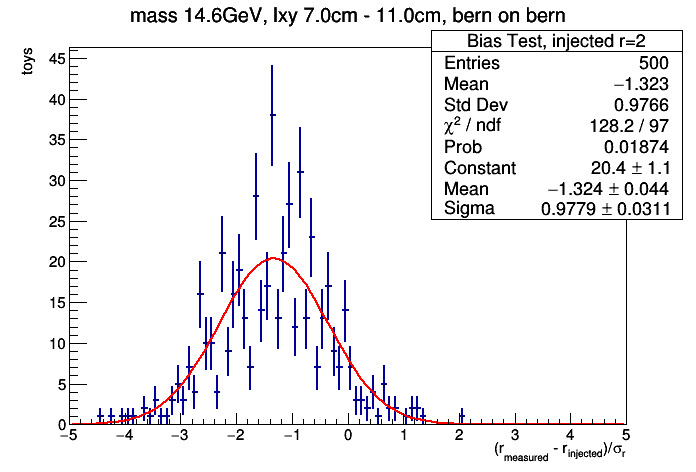 mass 14.6GeV, lxy 7.0cm - 11.0cm, bern on bern
Bias Test, injected r=2
Entries 500
Mean −1.323
Std Dev 0.9766
χ² / ndf 128.2 / 97
Prob 0.01874
Constant 20.4 ± 1.1
Mean −1.324 ± 0.044
Sigma 0.9779 ± 0.0311
toys
45
40
35
30
25
20
15
10
5
0
−5 −4 −3 −2 −1 0 1 2 3 4 5
(r_measured - r_injected)/σ_r